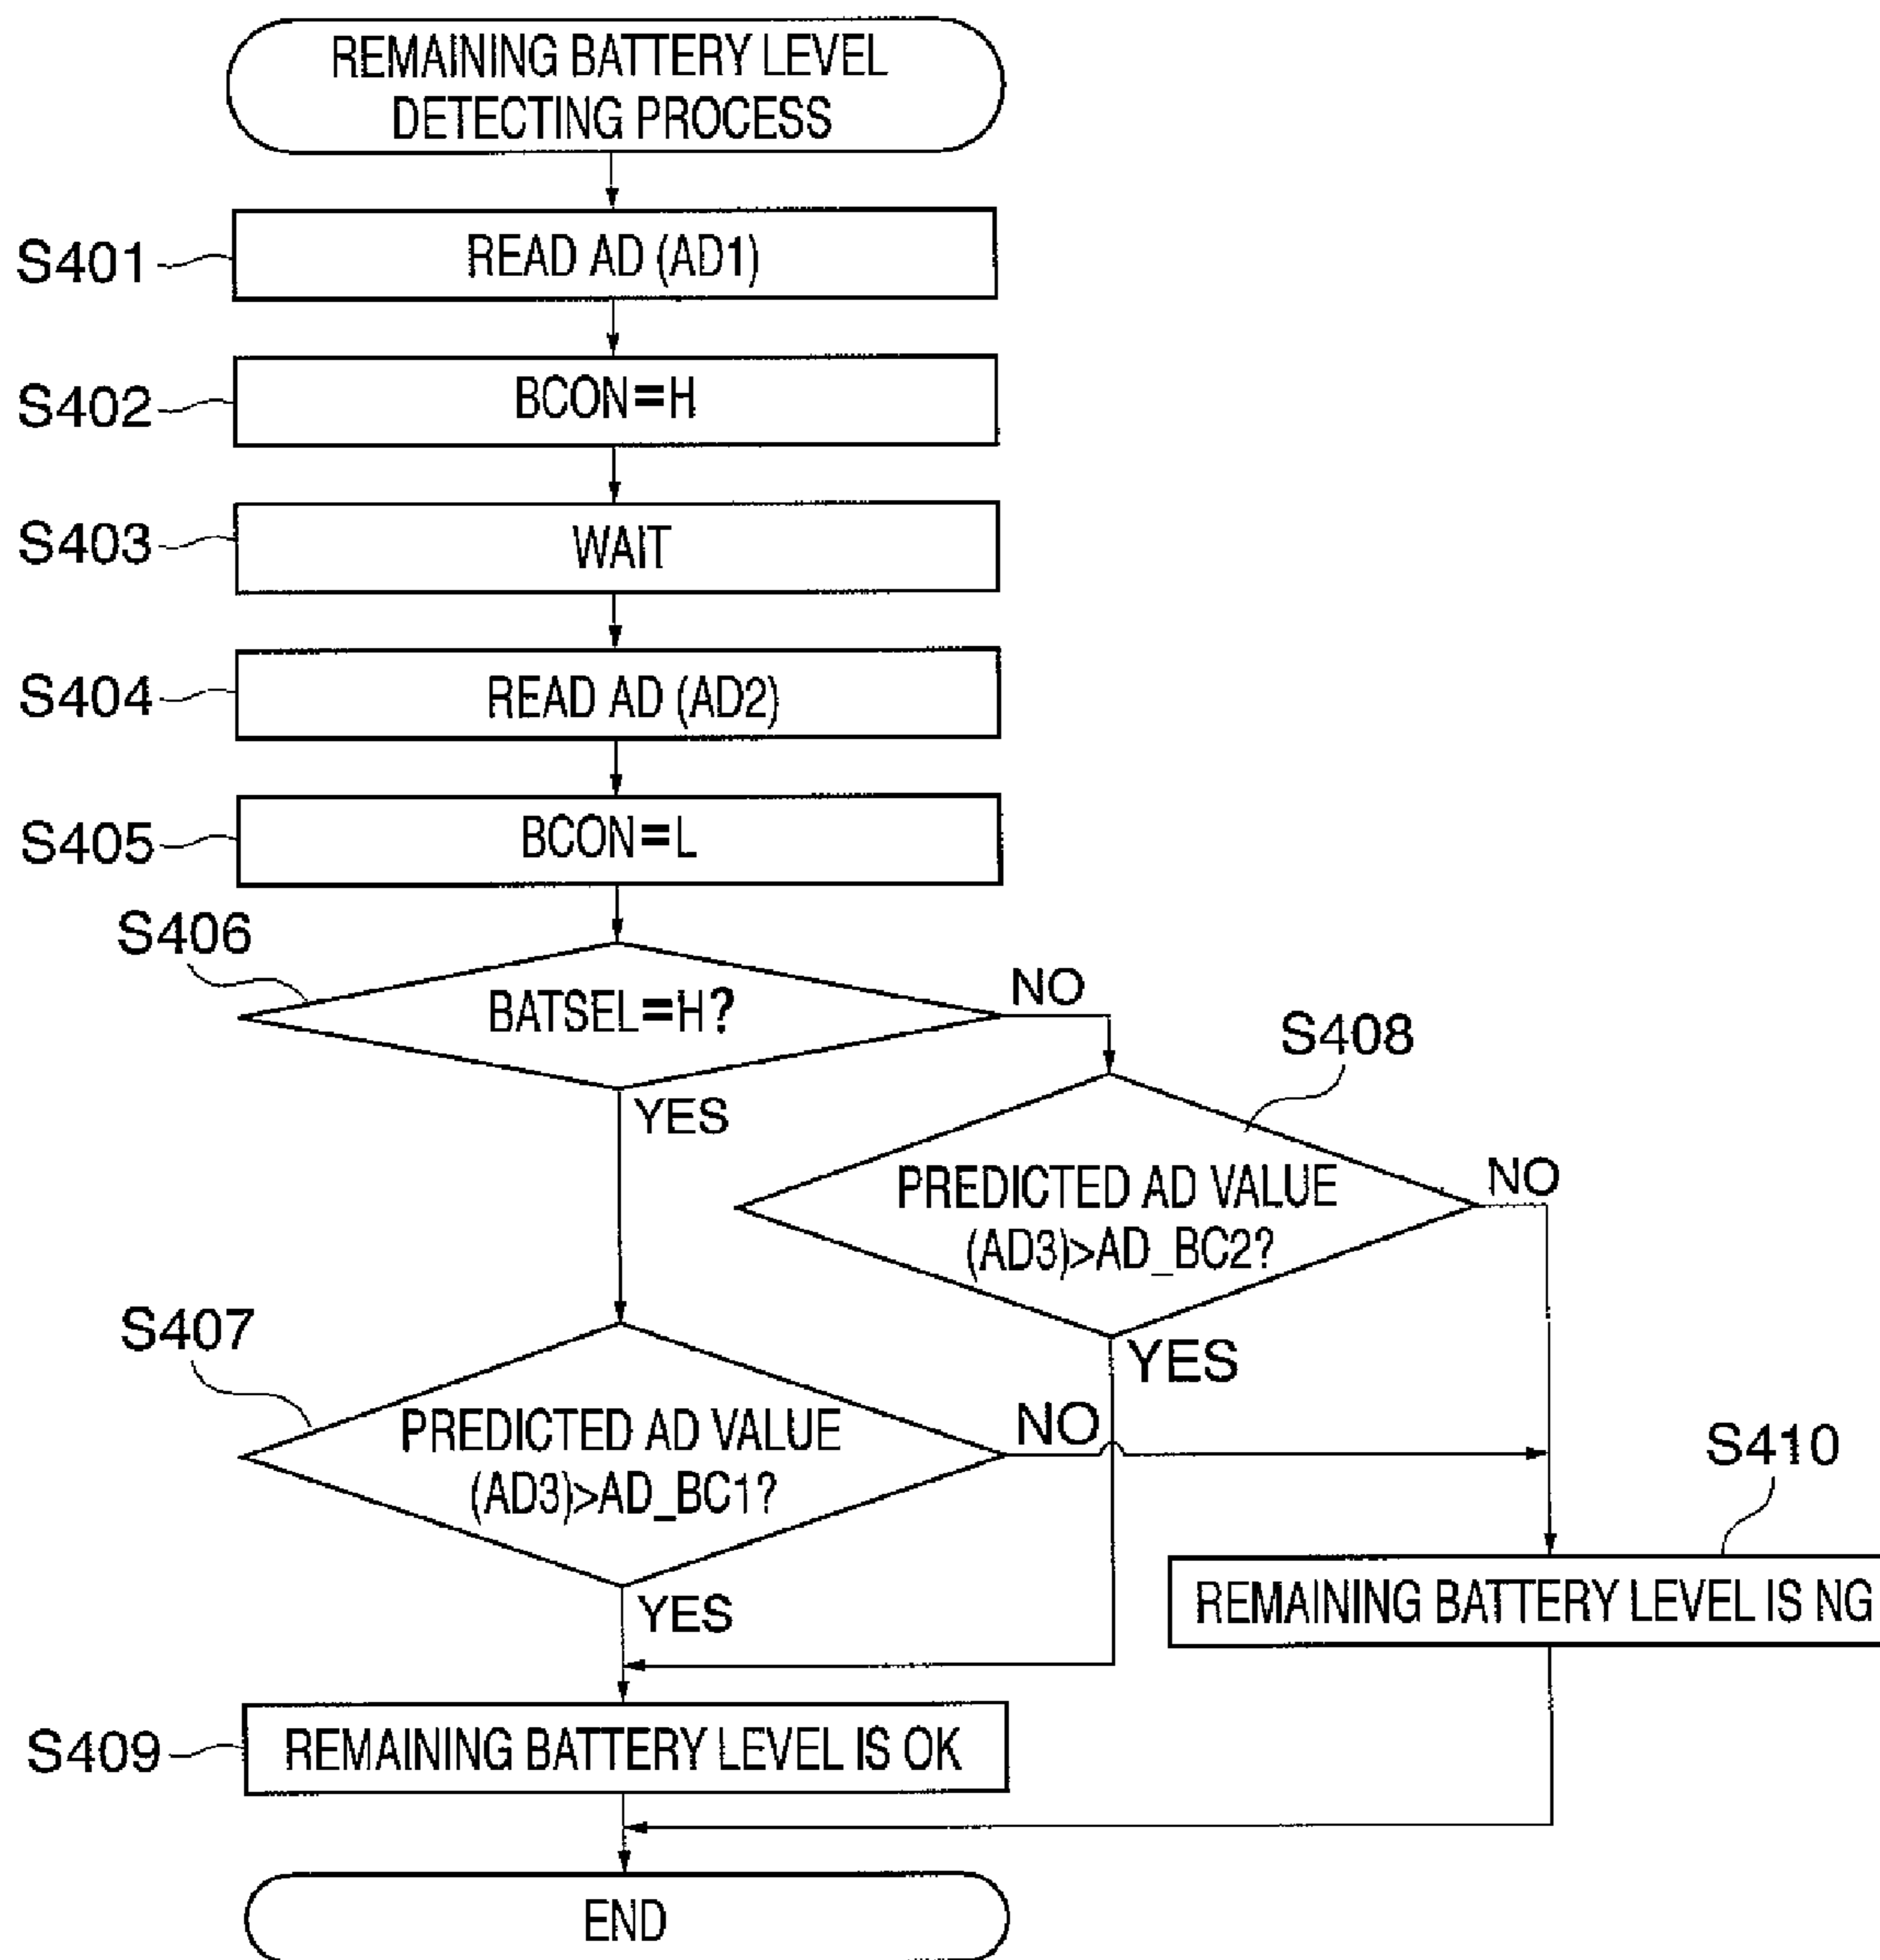 REMAINING BATTERY LEVEL
DETECTING PROCESS
S401
READ AD (AD1)
S402
BCON=H
S403
WAIT
S404
READ AD (AD2)
S405
BCON=L
S406
BATSEL=H?
NO
YES
S408
PREDICTED AD VALUE
(AD3)>AD_BC2?
NO
YES
S407
PREDICTED AD VALUE
(AD3)>AD_BC1?
NO
YES
S410
REMAINING BATTERY LEVEL IS NG
S409
REMAINING BATTERY LEVEL IS OK
END